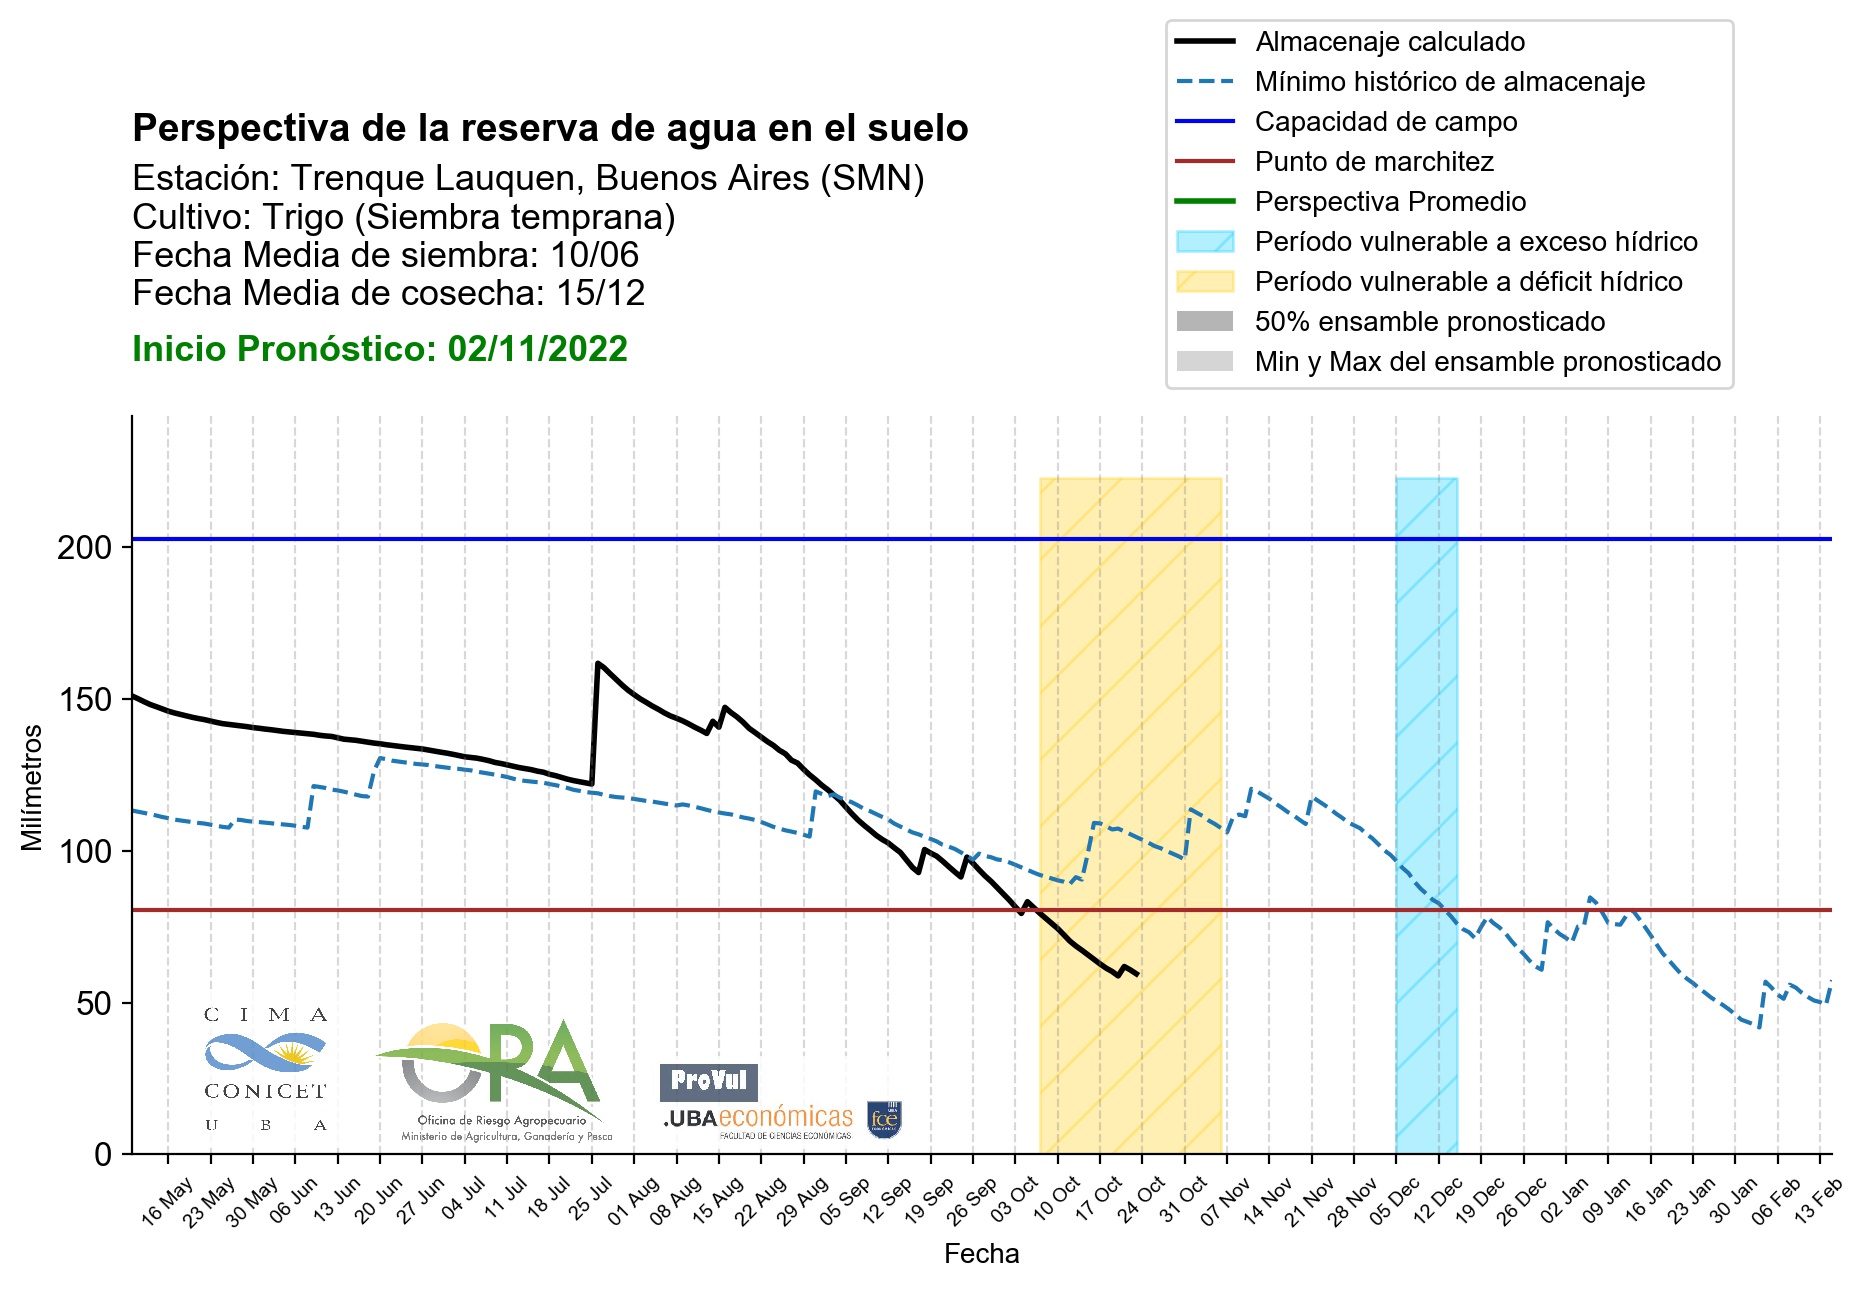 Almacenaje calculado
Mínimo histórico de almacenaje
Capacidad de campo
Punto de marchitez
Perspectiva Promedio
Período vulnerable a exceso hídrico
Período vulnerable a déficit hídrico
50% ensamble pronosticado
Min y Max del ensamble pronosticado
Perspectiva de la reserva de agua en el suelo
Estación: Trenque Lauquen, Buenos Aires (SMN)
Cultivo: Trigo (Siembra temprana)
Fecha Media de siembra: 10/06
Fecha Media de cosecha: 15/12
Inicio Pronóstico: 02/11/2022
Milímetros
200
150
100
50
0
C I M A
CONICET
U B A
ORA
Oficina de Riesgo Agropecuario
Ministerio de Agricultura, Ganadería y Pesca
ProVul
.UBAeconómicas
FACULTAD DE CIENCIAS ECONÓMICAS
UBA
fce
16 May
23 May
30 May
06 Jun
13 Jun
20 Jun
27 Jun
04 Jul
11 Jul
18 Jul
25 Jul
01 Aug
08 Aug
15 Aug
22 Aug
29 Aug
05 Sep
12 Sep
19 Sep
26 Sep
03 Oct
10 Oct
17 Oct
24 Oct
31 Oct
07 Nov
14 Nov
21 Nov
28 Nov
05 Dec
12 Dec
19 Dec
26 Dec
02 Jan
09 Jan
16 Jan
23 Jan
30 Jan
06 Feb
13 Feb
Fecha